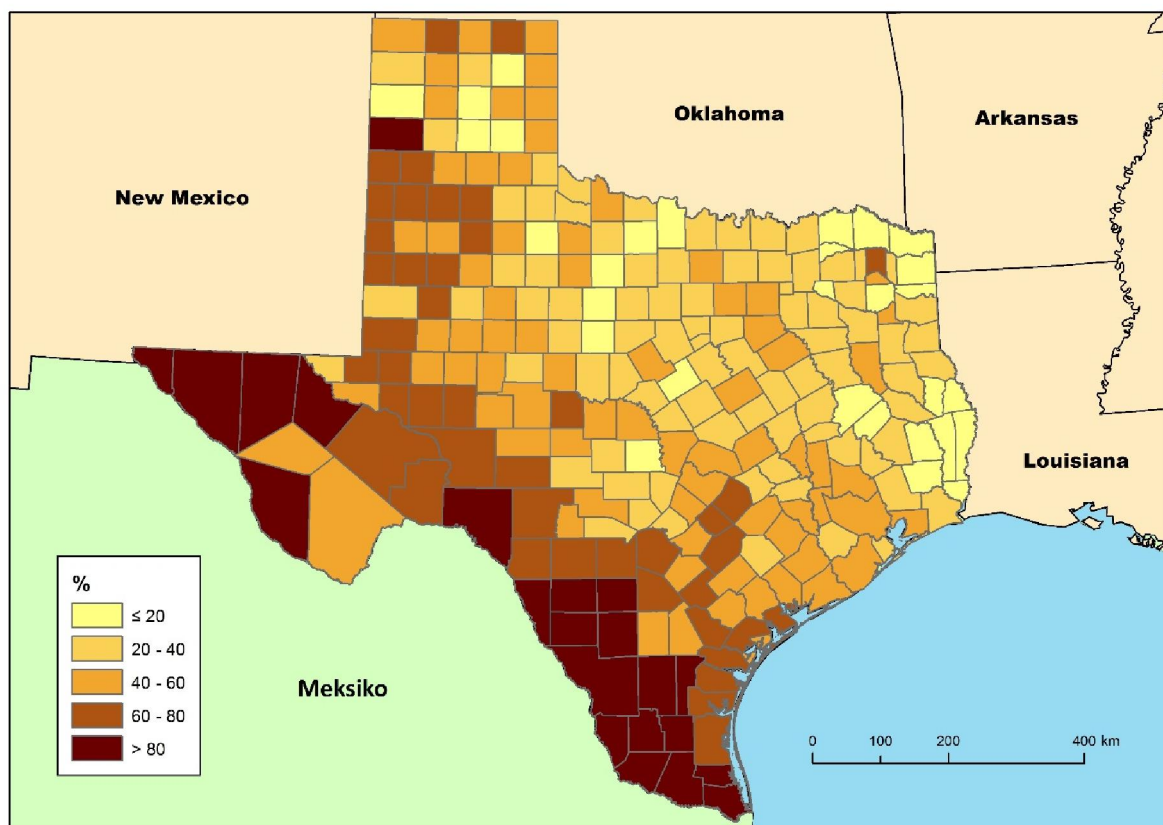 Oklahoma
Arkansas
New Mexico
Louisiana
%
≤ 20
20 - 40
40 - 60
60 - 80
> 80
Meksiko
0 100 200 400 km